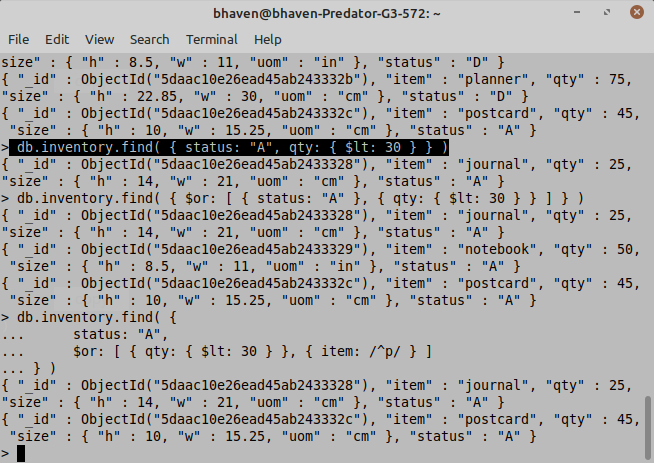 bhaven@bhaven-Predator-G3-572: ~
File Edit View Search Terminal Help
size" : { "h" : 8.5, "w" : 11, "uom" : "in" }, "status" : "D" }
{ "_id" : ObjectId("5daac10e26ead45ab243332b"), "item" : "planner", "qty" : 75,
"size" : { "h" : 22.85, "w" : 30, "uom" : "cm" }, "status" : "D" }
{ "_id" : ObjectId("5daac10e26ead45ab243332c"), "item" : "postcard", "qty" : 45,
 "size" : { "h" : 10, "w" : 15.25, "uom" : "cm" }, "status" : "A" }
> db.inventory.find( { status: "A", qty: { $lt: 30 } } )
{ "_id" : ObjectId("5daac10e26ead45ab2433328"), "item" : "journal", "qty" : 25,
"size" : { "h" : 14, "w" : 21, "uom" : "cm" }, "status" : "A" }
> db.inventory.find( { $or: [ { status: "A" }, { qty: { $lt: 30 } } ] } )
{ "_id" : ObjectId("5daac10e26ead45ab2433328"), "item" : "journal", "qty" : 25,
"size" : { "h" : 14, "w" : 21, "uom" : "cm" }, "status" : "A" }
{ "_id" : ObjectId("5daac10e26ead45ab2433329"), "item" : "notebook", "qty" : 50,
 "size" : { "h" : 8.5, "w" : 11, "uom" : "in" }, "status" : "A" }
{ "_id" : ObjectId("5daac10e26ead45ab243332c"), "item" : "postcard", "qty" : 45,
 "size" : { "h" : 10, "w" : 15.25, "uom" : "cm" }, "status" : "A" }
> db.inventory.find( {
...      status: "A",
...      $or: [ { qty: { $lt: 30 } }, { item: /^p/ } ]
... } )
{ "_id" : ObjectId("5daac10e26ead45ab2433328"), "item" : "journal", "qty" : 25,
"size" : { "h" : 14, "w" : 21, "uom" : "cm" }, "status" : "A" }
{ "_id" : ObjectId("5daac10e26ead45ab243332c"), "item" : "postcard", "qty" : 45,
 "size" : { "h" : 10, "w" : 15.25, "uom" : "cm" }, "status" : "A" }
>